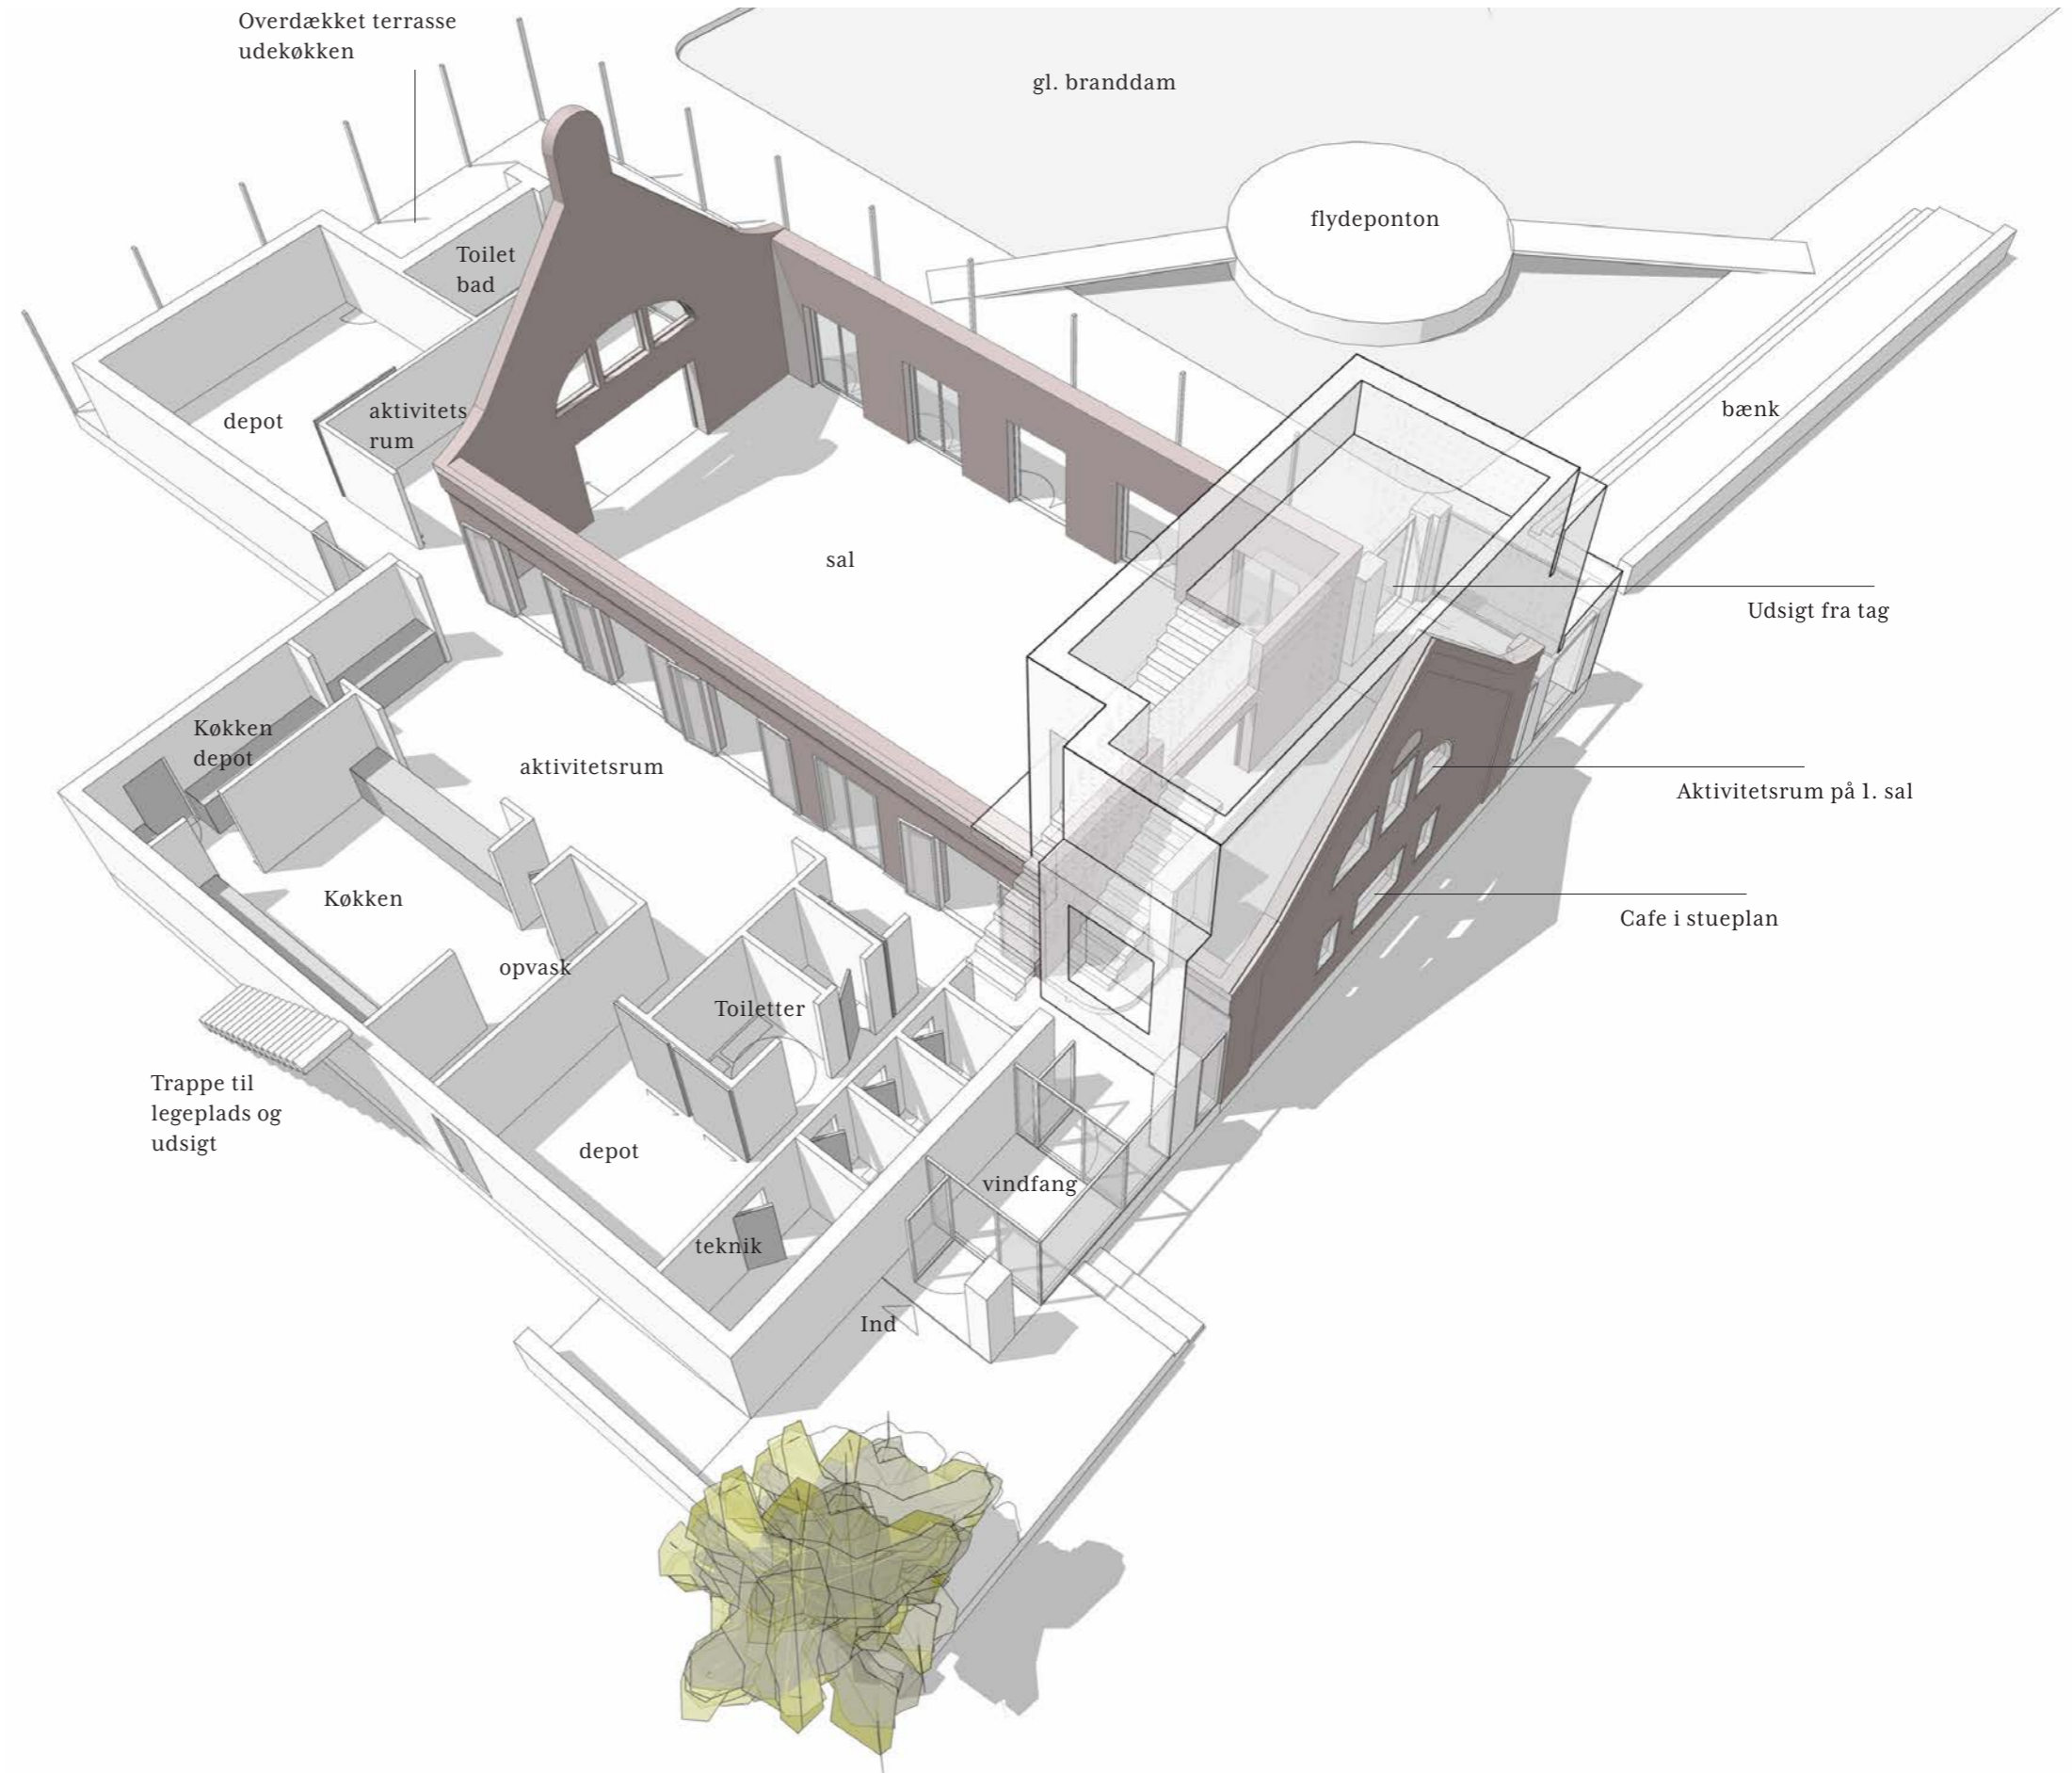 Overdækket terrasse
udekøkken
gl. branddam
flydeponton
Toilet
bad
depot
aktivitets
rum
bænk
sal
Udsigt fra tag
Køkken
depot
aktivitetsrum
Aktivitetsrum på 1. sal
Køkken
Cafe i stueplan
opvask
Toiletter
Trappe til
legeplads og
udsigt
depot
vindfang
teknik
Ind